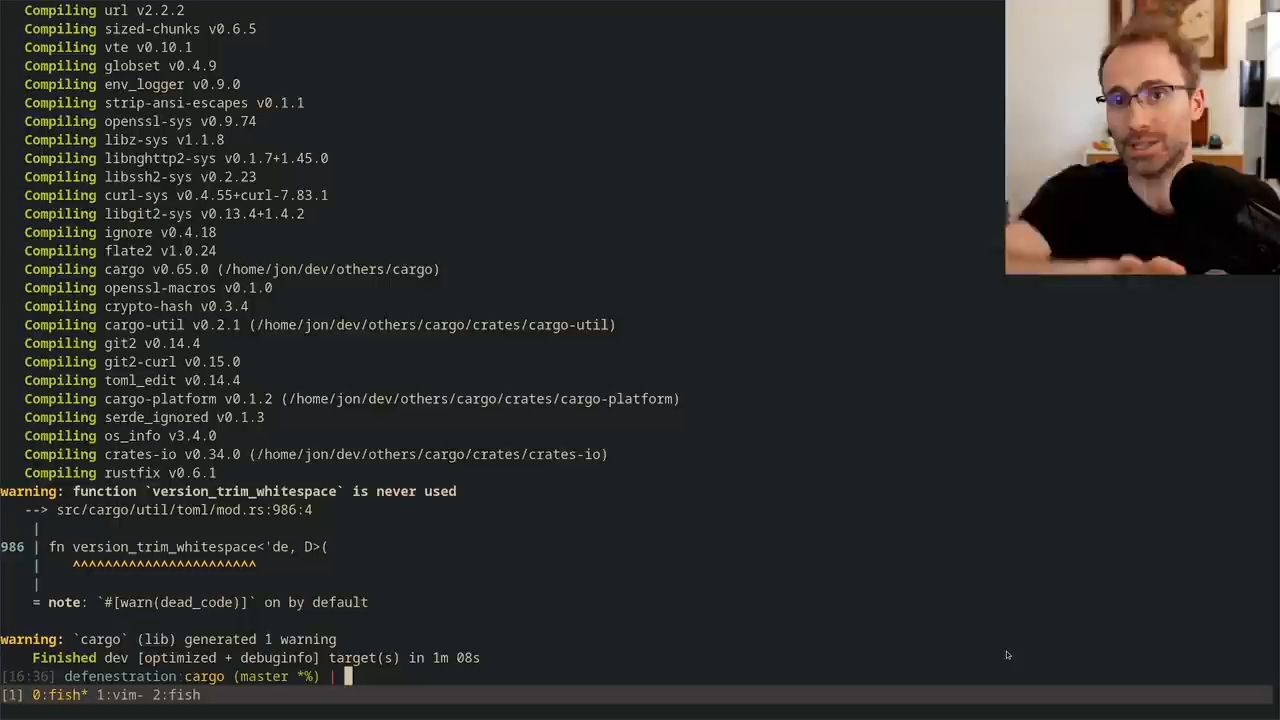 Compiling url v2.2.2
Compiling sized-chunks v0.6.5
Compiling vte v0.10.1
Compiling globset v0.4.9
Compiling env_logger v0.9.0
Compiling strip-ansi-escapes v0.1.1
Compiling openssl-sys v0.9.74
Compiling libz-sys v1.1.8
Compiling libnghttp2-sys v0.1.7+1.45.0
Compiling libssh2-sys v0.2.23
Compiling curl-sys v0.4.55+curl-7.83.1
Compiling libgit2-sys v0.13.4+1.4.2
Compiling ignore v0.4.18
Compiling flate2 v1.0.24
Compiling cargo v0.65.0 (/home/jon/dev/others/cargo)
Compiling openssl-macros v0.1.0
Compiling crypto-hash v0.3.4
Compiling cargo-util v0.2.1 (/home/jon/dev/others/cargo/crates/cargo-util)
Compiling git2 v0.14.4
Compiling git2-curl v0.15.0
Compiling toml_edit v0.14.4
Compiling cargo-platform v0.1.2 (/home/jon/dev/others/cargo/crates/cargo-platform)
Compiling serde_ignored v0.1.3
Compiling os_info v3.4.0
Compiling crates-io v0.34.0 (/home/jon/dev/others/cargo/crates/crates-io)
Compiling rustfix v0.6.1
warning: function `version_trim_whitespace` is never used
--> src/cargo/util/toml/mod.rs:986:4
|
986 | fn version_trim_whitespace<'de, D>(
| ^^^^^^^^^^^^^^^^^^^^^^^
|
= note: `#[warn(dead_code)]` on by default
warning: `cargo` (lib) generated 1 warning
Finished dev [optimized + debuginfo] target(s) in 1m 08s
[16:36] defenestration:cargo (master *%) |
[1] 0:fish* 1:vim- 2:fish